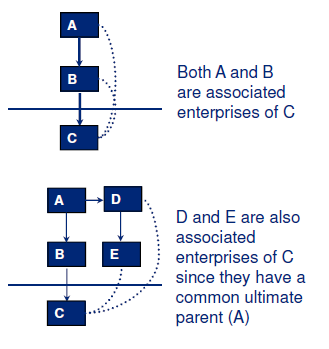 A
B
C
Both A and B
are associated
enterprises of C
A
D
B
E
C
D and E are also
associated
enterprises of C
since they have a
common ultimate
parent (A)